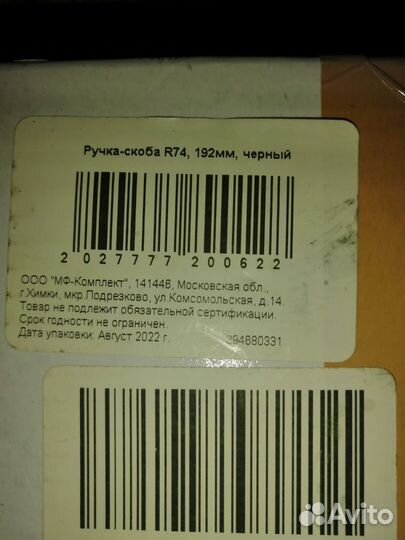 Ручка-скоба R74, 192мм, черный
2 027777 200622
ООО "МФ-Комплект", 141446, Московская обл.,
г.Химки, мкр.Подрезково, ул.Комсомольская, д.14.
Товар не подлежит обязательной сертификации.
Срок годности не ограничен.
Дата упаковки: Август 2022 г. 394680331
Avito